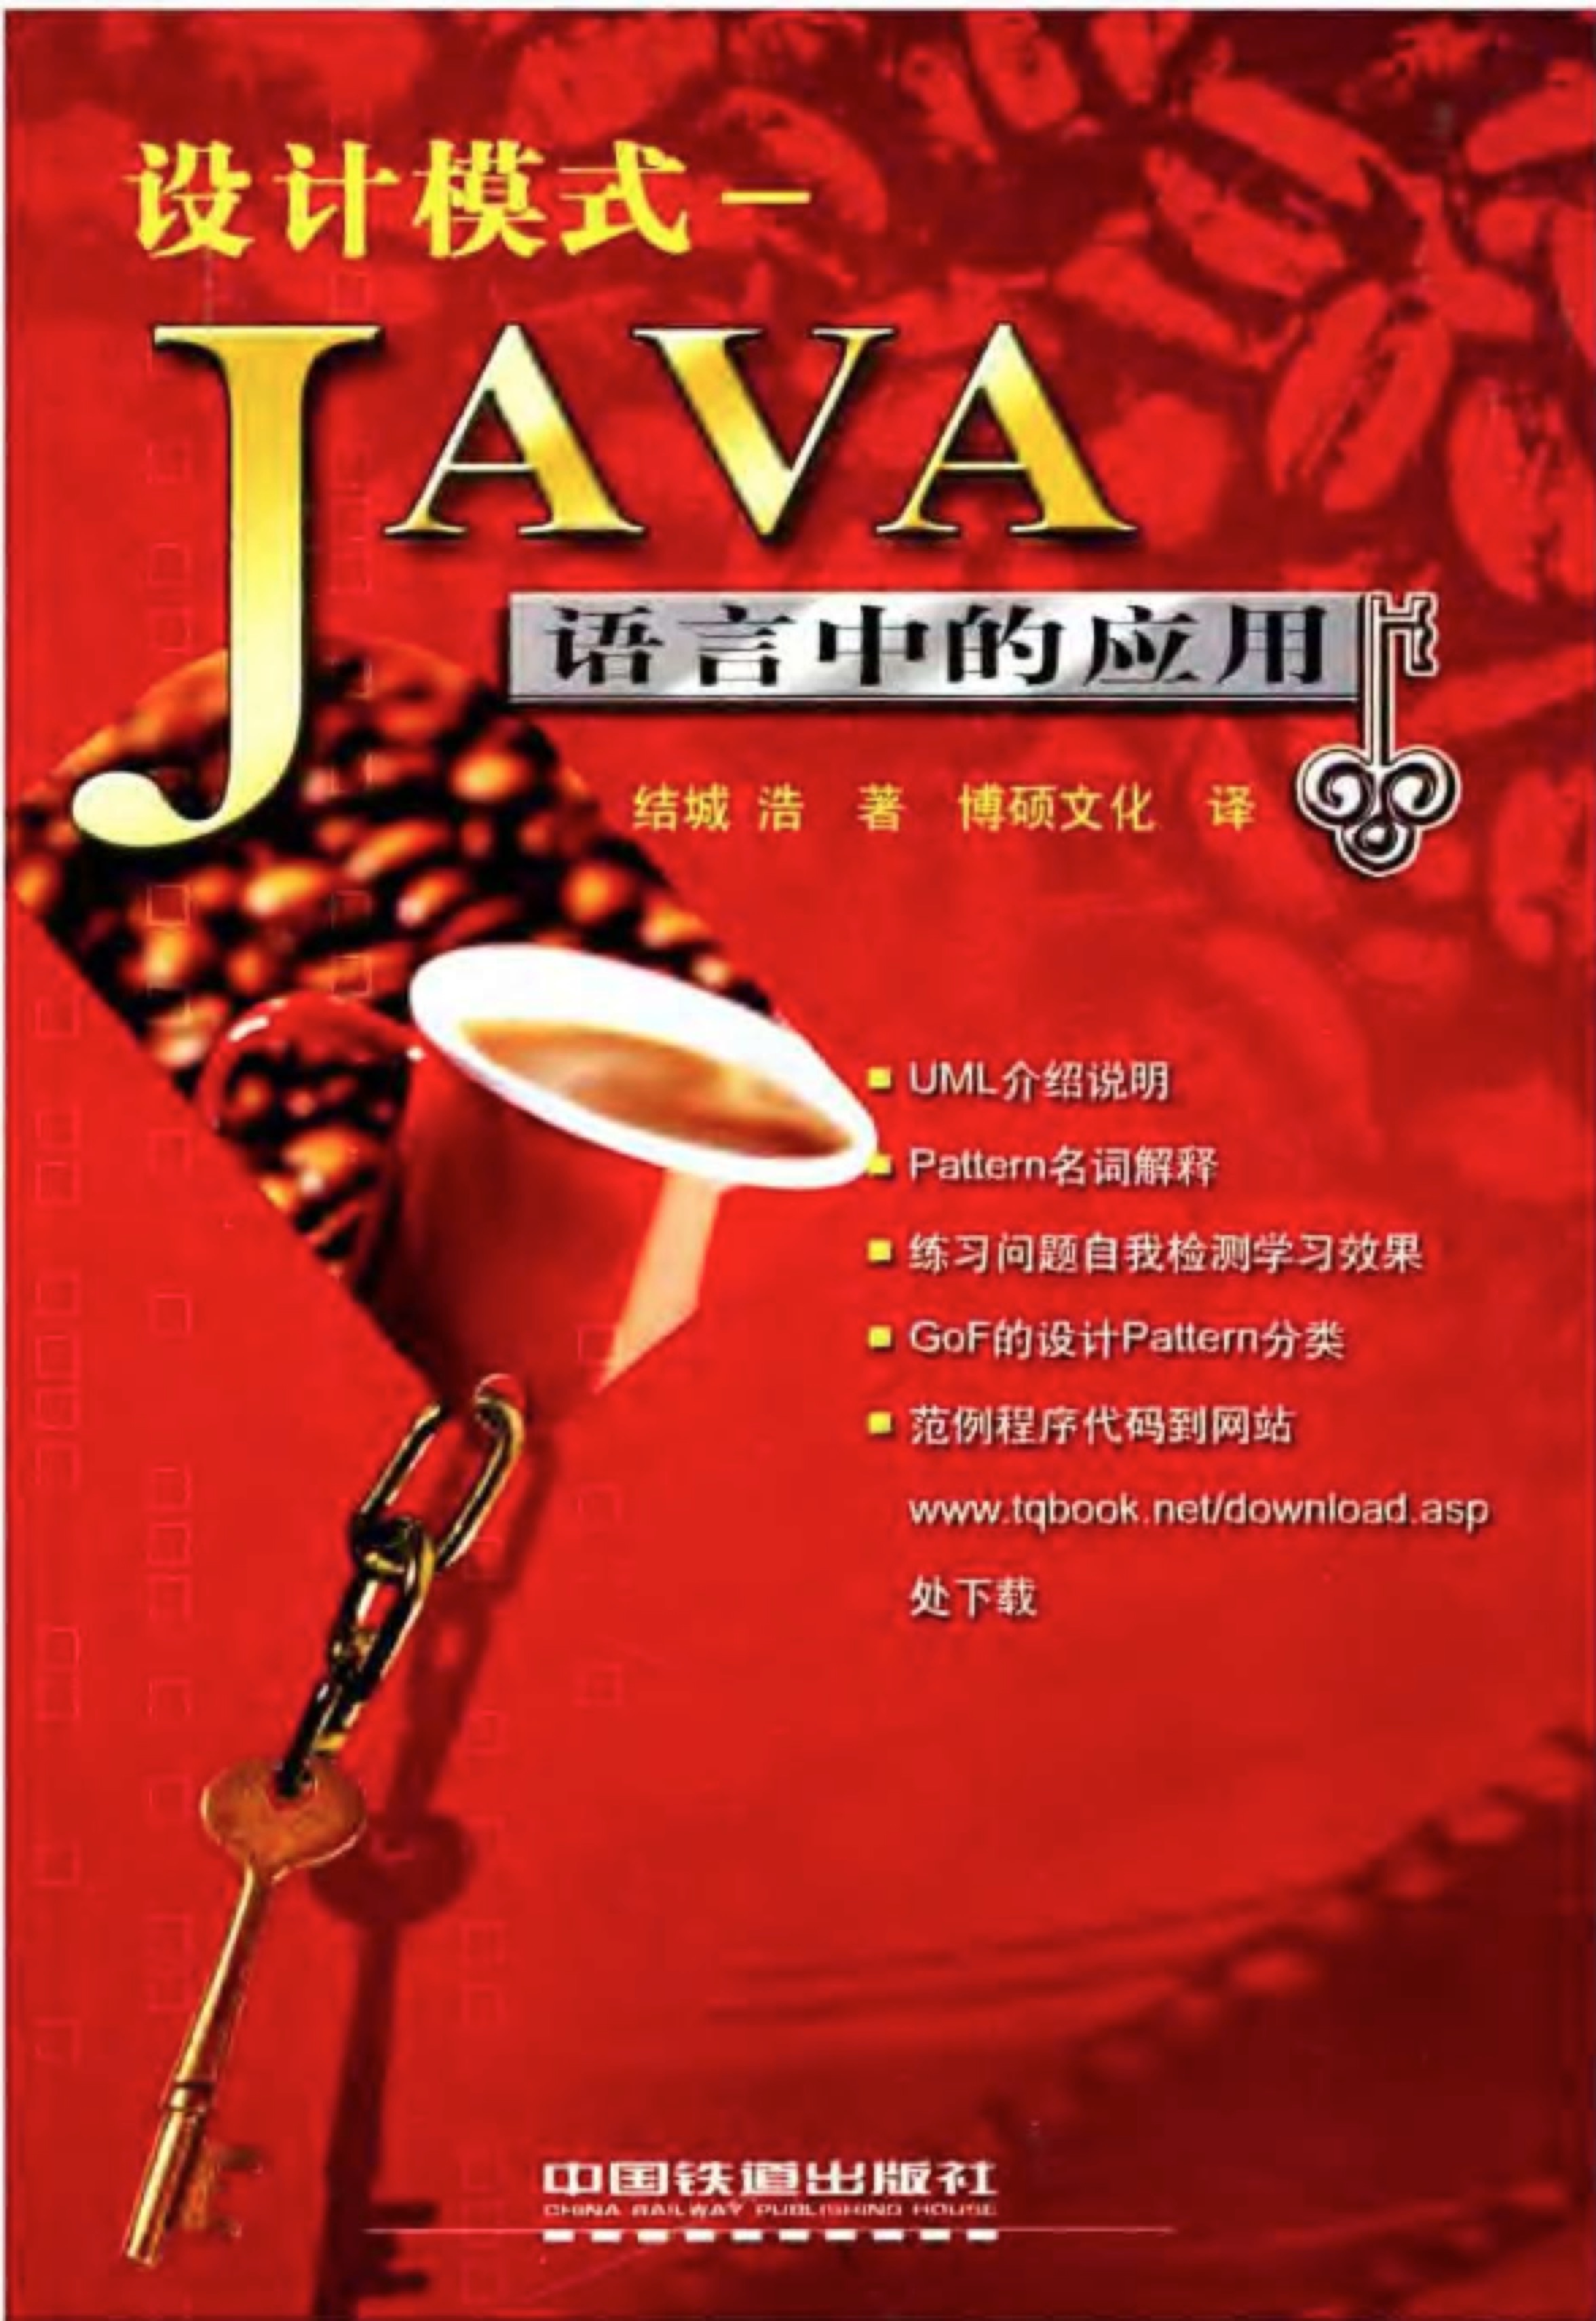 设计模式－
JAVA
语言中的应用
结城 浩 著 博硕文化 译
UML介绍说明
Pattern名词解释
练习问题自我检测学习效果
GoF的设计Pattern分类
范例程序代码到网站
www.tqbook.net/download.asp
处下载
中国铁道出版社
CHINA RAILWAY PUBLISHING HOUSE